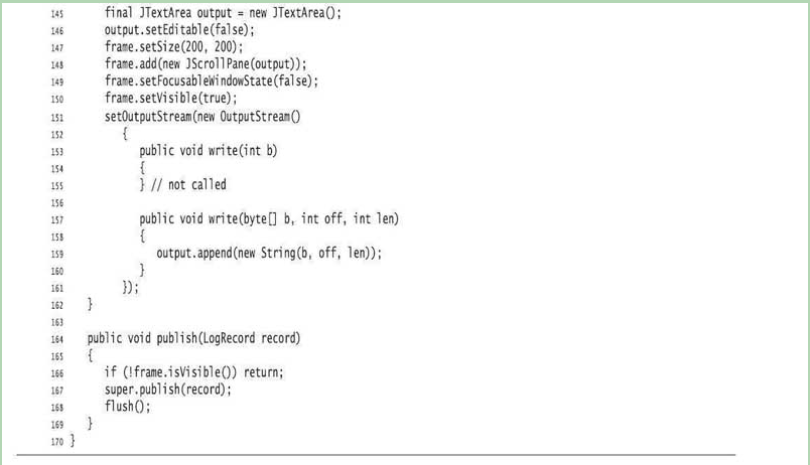 145 final JTextArea output = new JTextArea();
146 output.setEditable(false);
147 frame.setSize(200, 200);
148 frame.add(new JScrollPane(output));
149 frame.setFocusableWindowState(false);
150 frame.setVisible(true);
151 setOutputStream(new OutputStream()
152 {
153 public void write(int b)
154 {
155 } // not called
156
157 public void write(byte[] b, int off, int len)
158 {
159 output.append(new String(b, off, len));
160 }
161 });
162 }
163
164 public void publish(LogRecord record)
165 {
166 if (!frame.isVisible()) return;
167 super.publish(record);
168 flush();
169 }
170 }